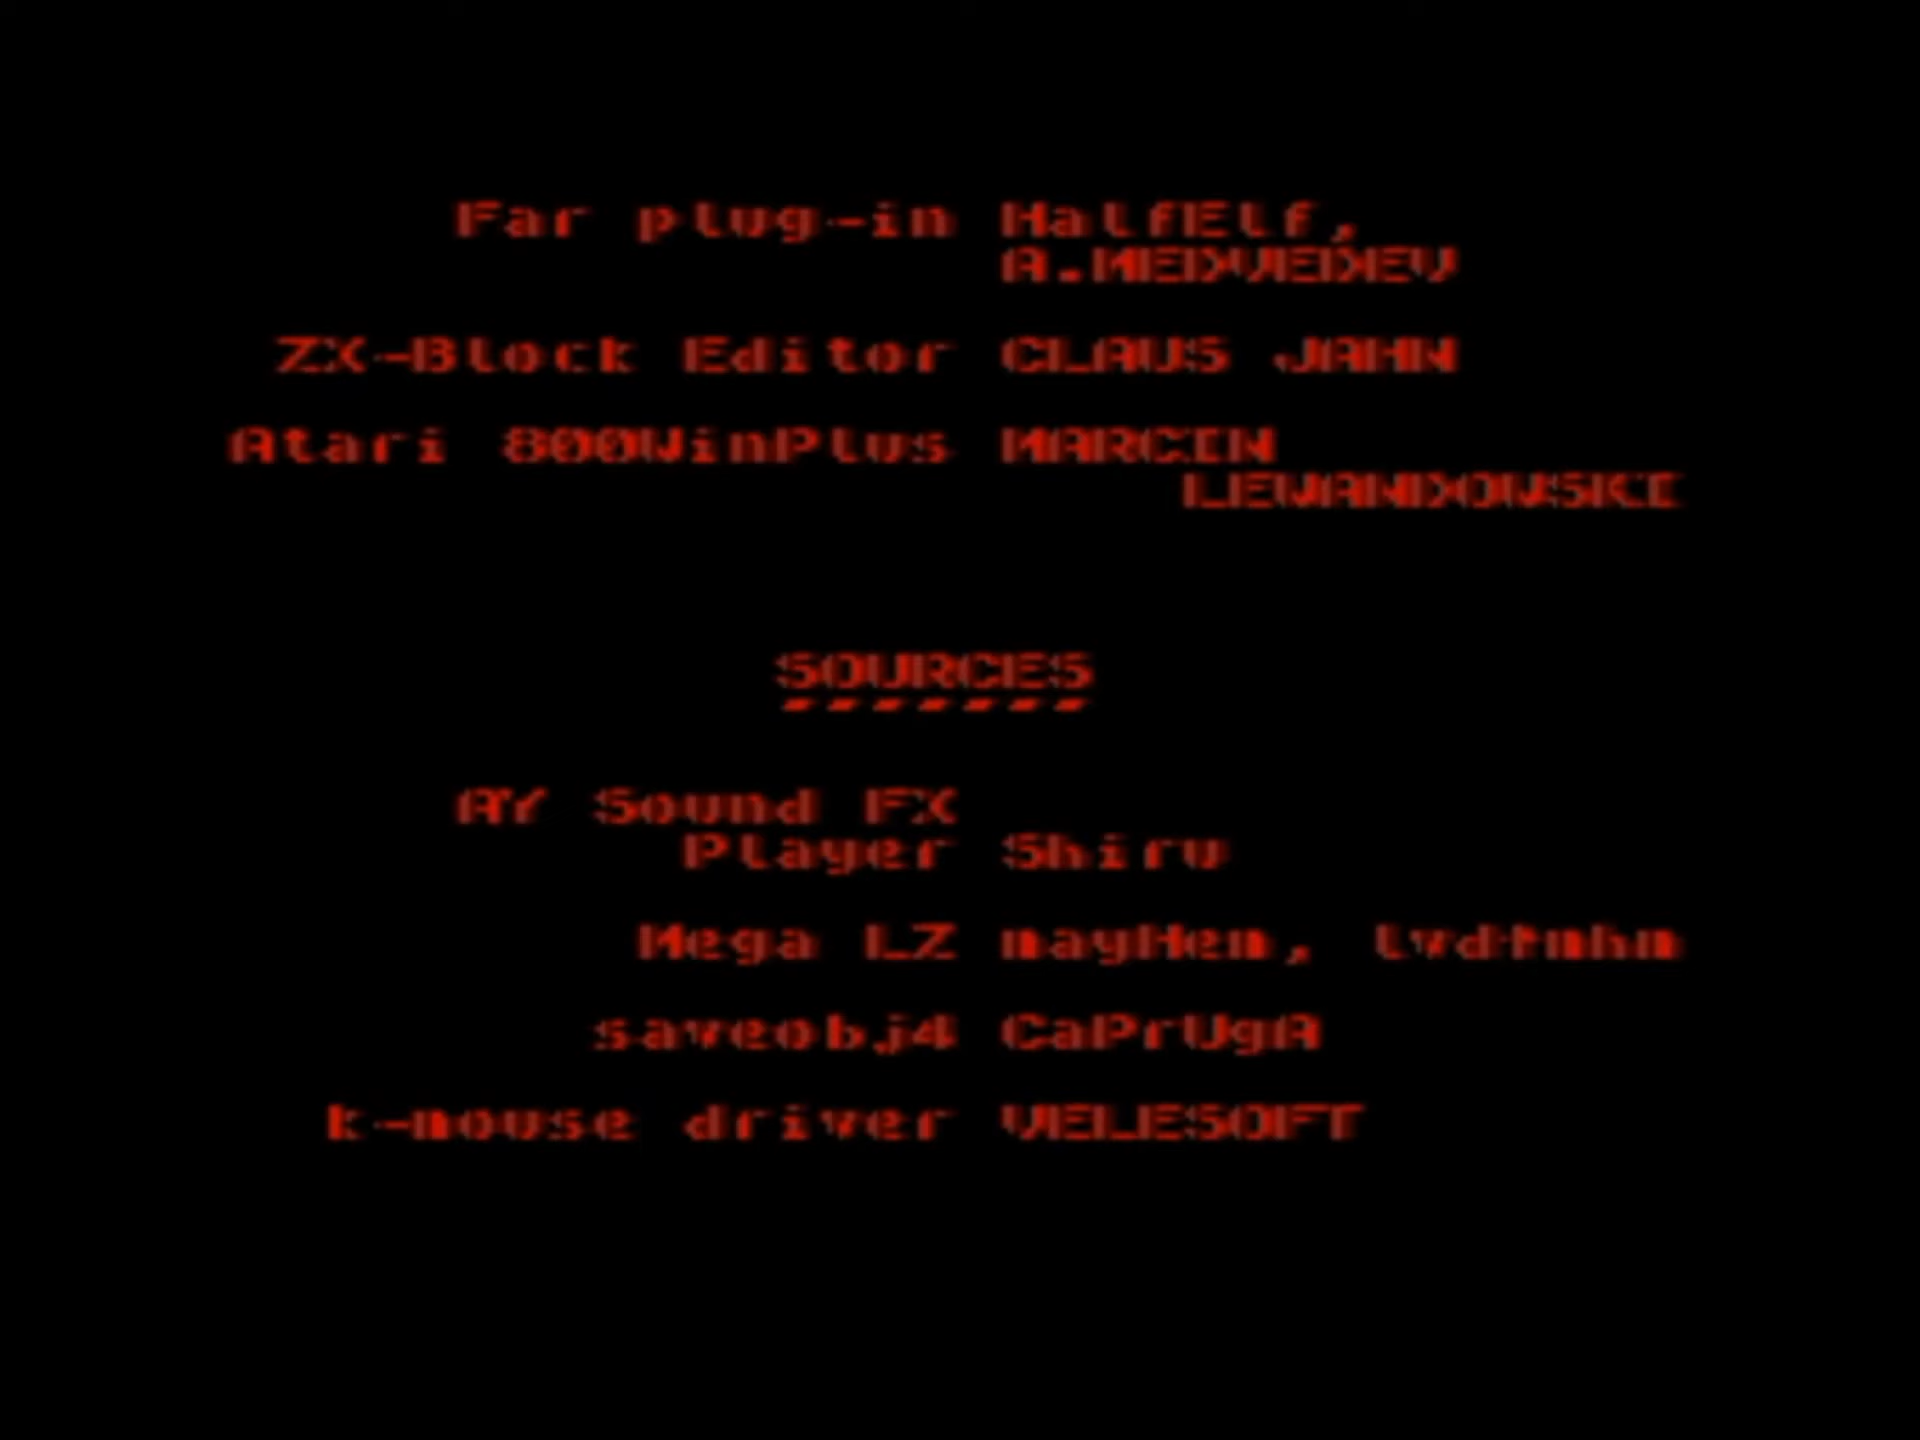 Far plug-in HalfElf,
A.MEDVEDEV
ZX-Block Editor CLAUS JAHN
Atari 800WinPlus MARCIN
LEWANDOWSKI
SOURCES
AY Sound FX
Player Shiru
Mega LZ mayHem,
saveobj4 CaPrUgA
k-mouse driver VELESOFT